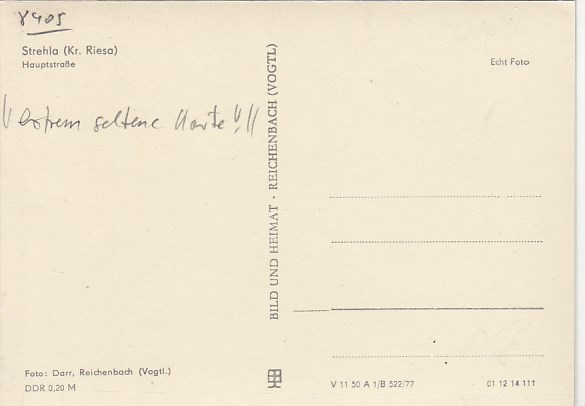 8405
Strehla (Kr. Riesa)
Hauptstraße
Echt Foto
extrem seltene Karte !!!
BILD UND HEIMAT · REICHENBACH (VOGTL)
Foto: Darr, Reichenbach (Vogtl.)
DDR 0,20 M
V 11 50 A 1/B 522/77
01 12 14 111